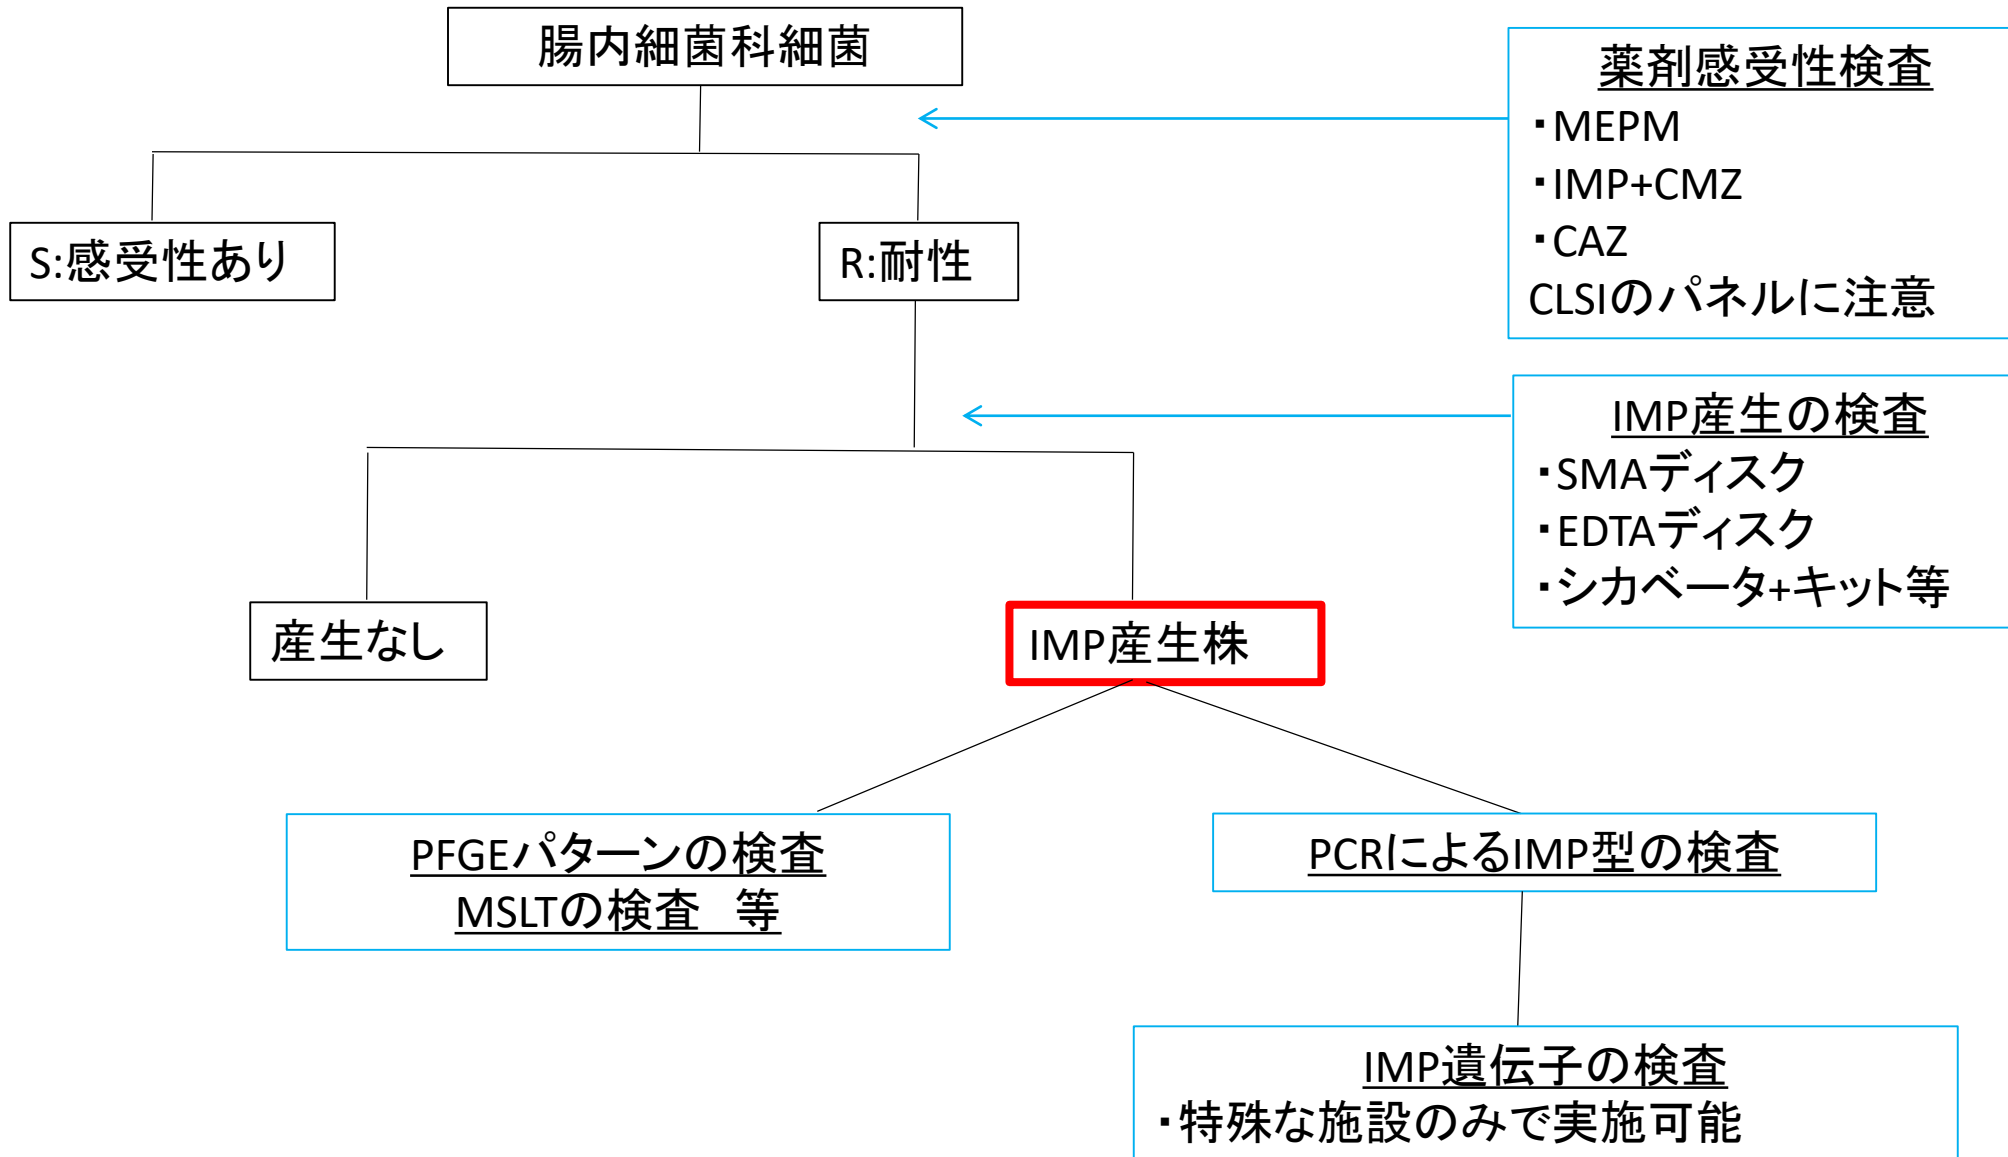 腸内細菌科細菌
薬剤感受性検査
・MEPM
・IMP+CMZ
・CAZ
CLSIのパネルに注意
S:感受性あり
R:耐性
IMP産生の検査
・SMAディスク
・EDTAディスク
・シカベータ+キット等
産生なし
IMP産生株
PFGEパターンの検査
MSLTの検査　等
PCRによるIMP型の検査
IMP遺伝子の検査
・特殊な施設のみで実施可能